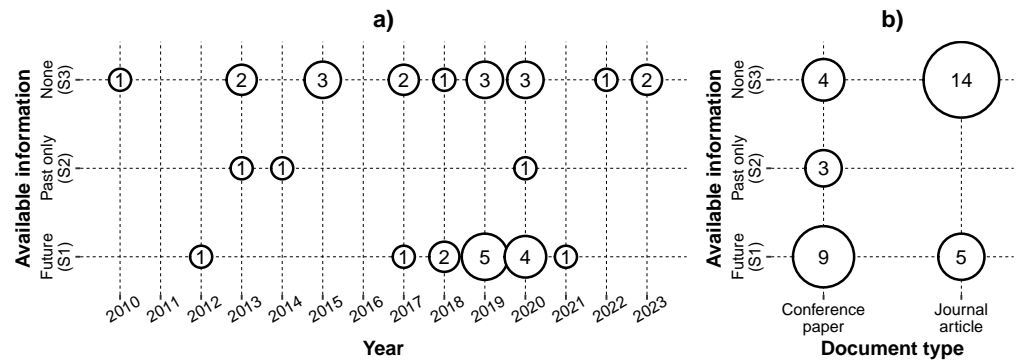 a)
Available information
None
(S3)
Past only
(S2)
Future
(S1)
1 2 3 2 1 3 3 1 2
1 1 1
1 1 2 5 4 1
2010 2011 2012 2013 2014 2015 2016 2017 2018 2019 2020 2021 2022 2023
Year
b)
Available information
None
(S3)
Past only
(S2)
Future
(S1)
4 14
3
9 5
Conference
paper
Journal
article
Document type